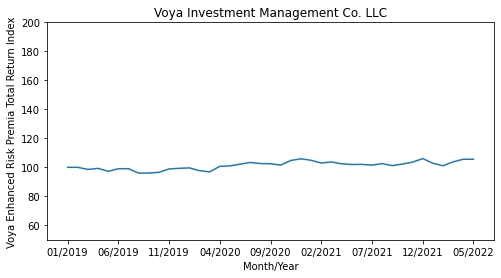 Voya Investment Management Co. LLC
Voya Enhanced Risk Premia Total Return Index
200
180
160
140
120
100
80
60
01/2019 06/2019 11/2019 04/2020 09/2020 02/2021 07/2021 12/2021 05/2022
Month/Year